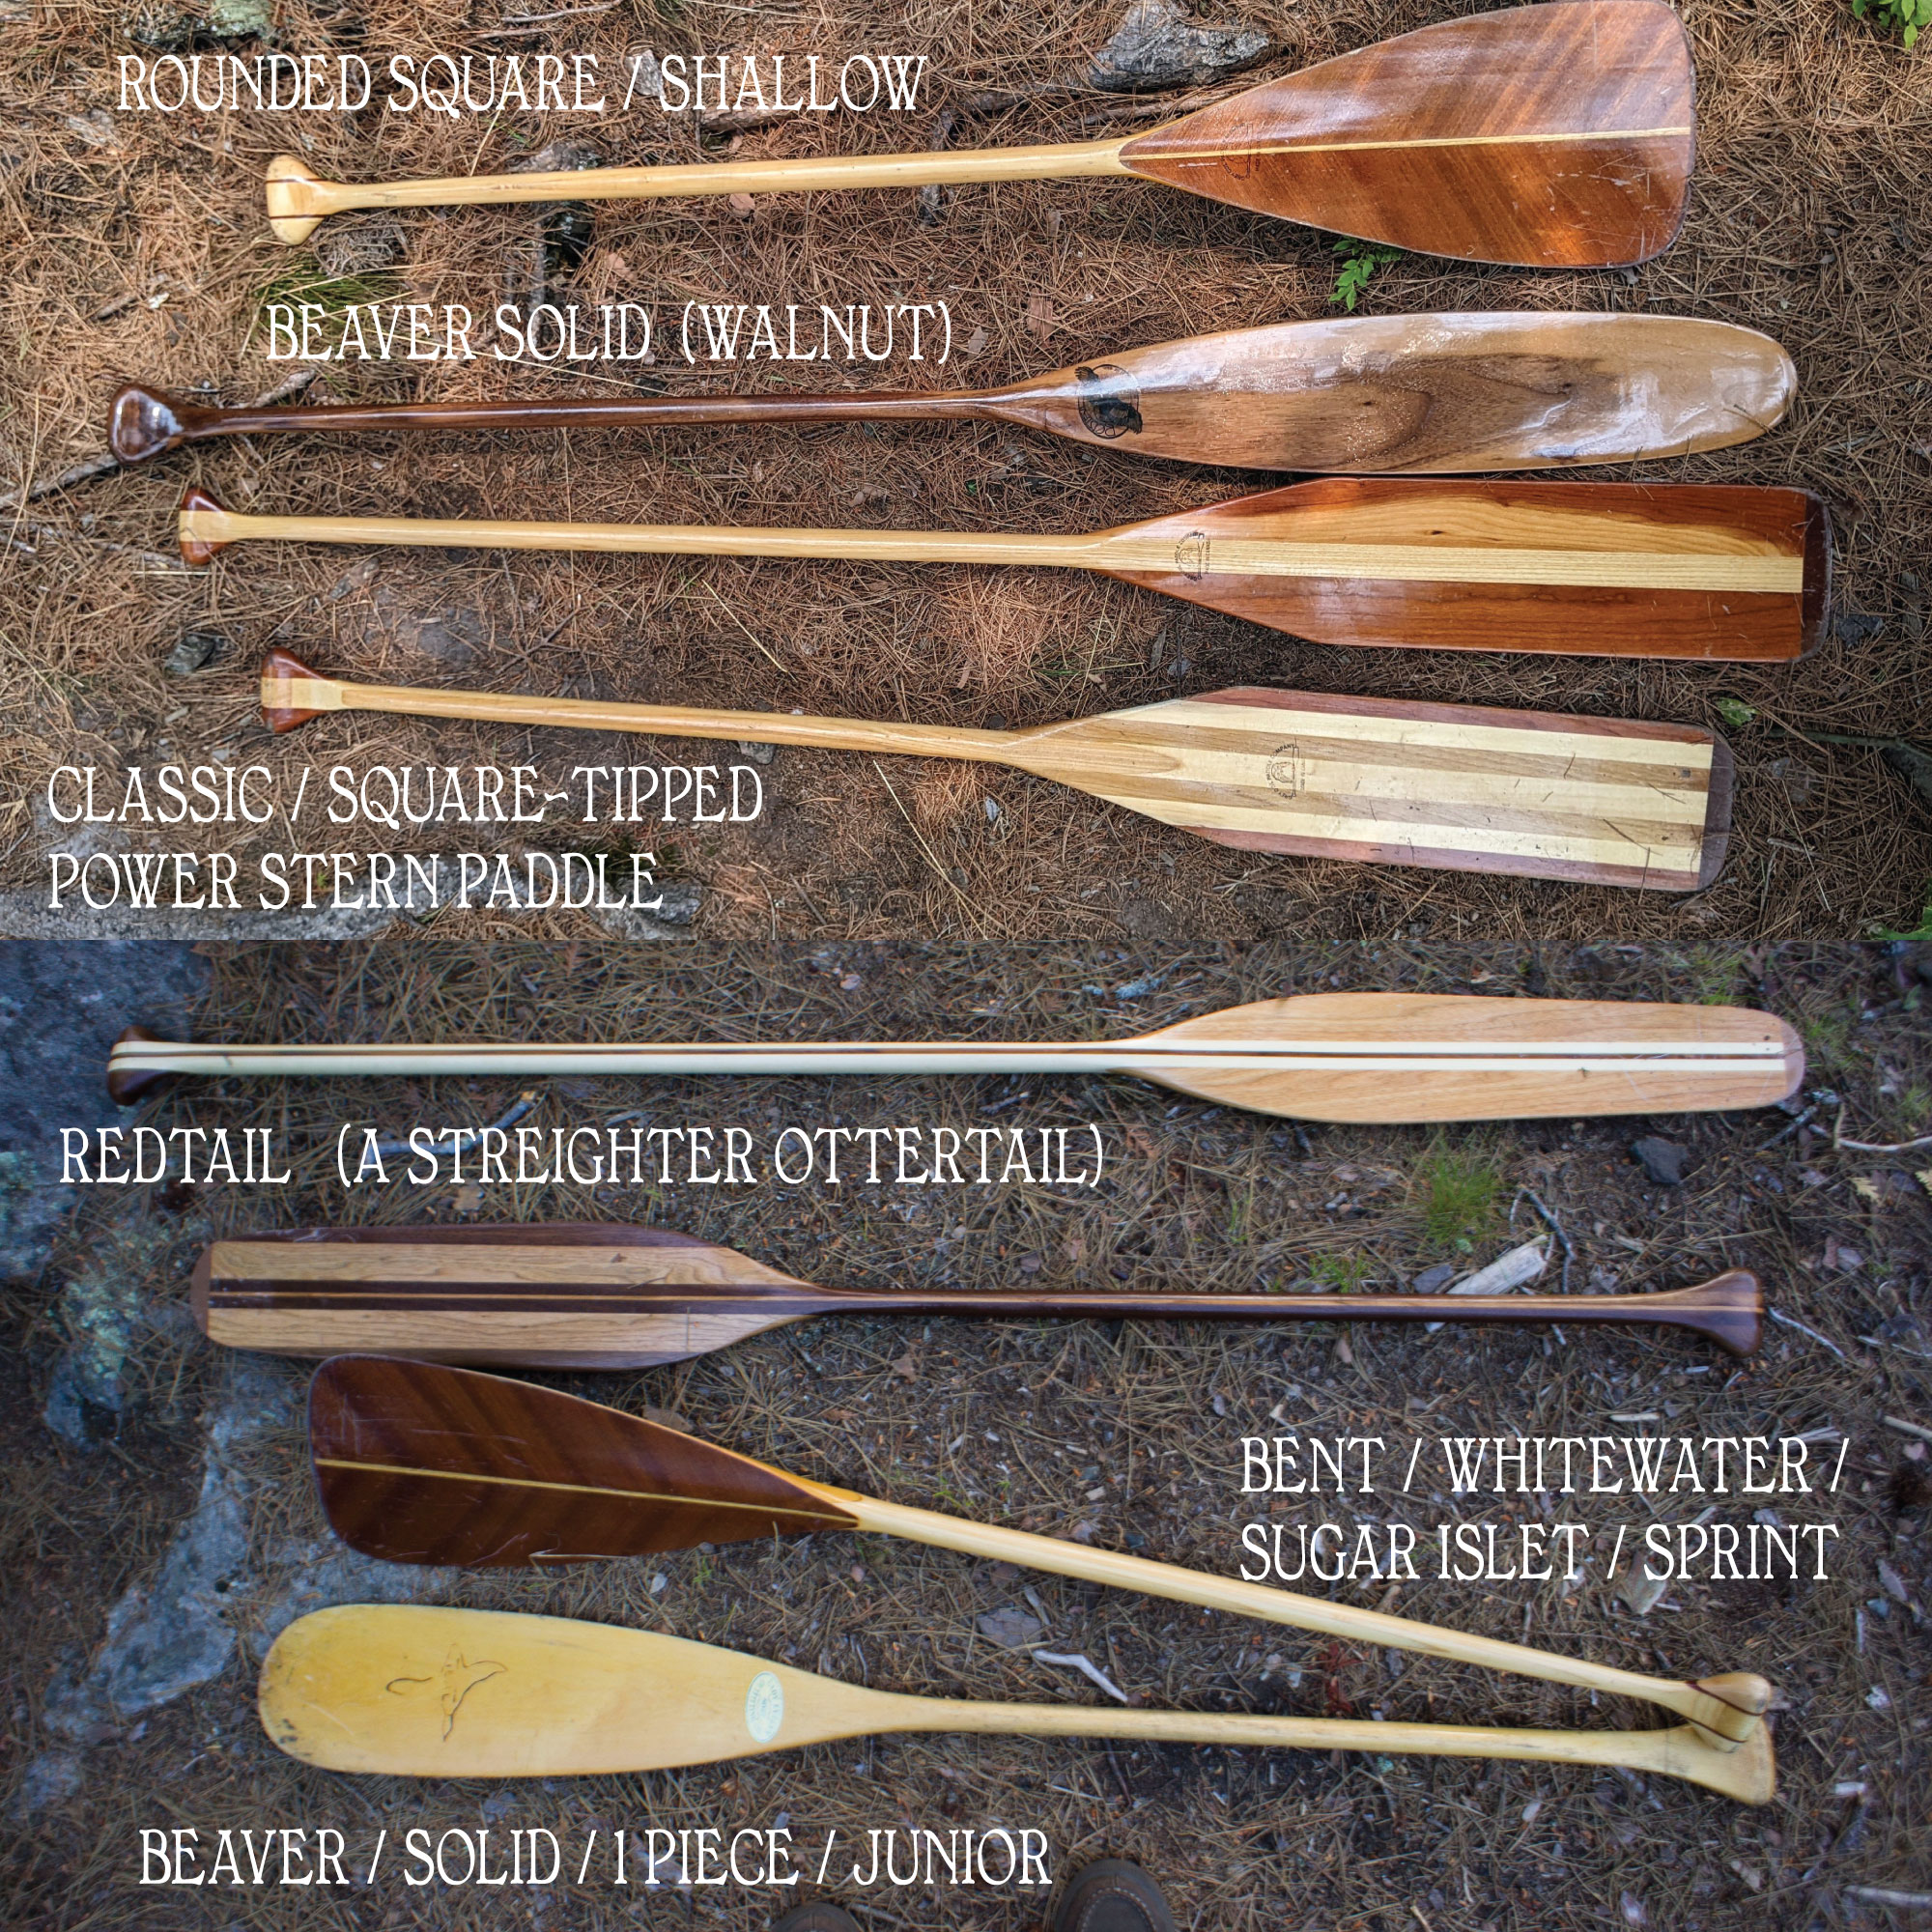 ROUNDED SQUARE / SHALLOW
BEAVER SOLID (WALNUT)
CLASSIC / SQUARE-TIPPED
POWER STERN PADDLE
REDTAIL (A STREIGHTER OTTERTAIL)
BENT / WHITEWATER /
SUGAR ISLET / SPRINT
BEAVER / SOLID / 1 PIECE / JUNIOR